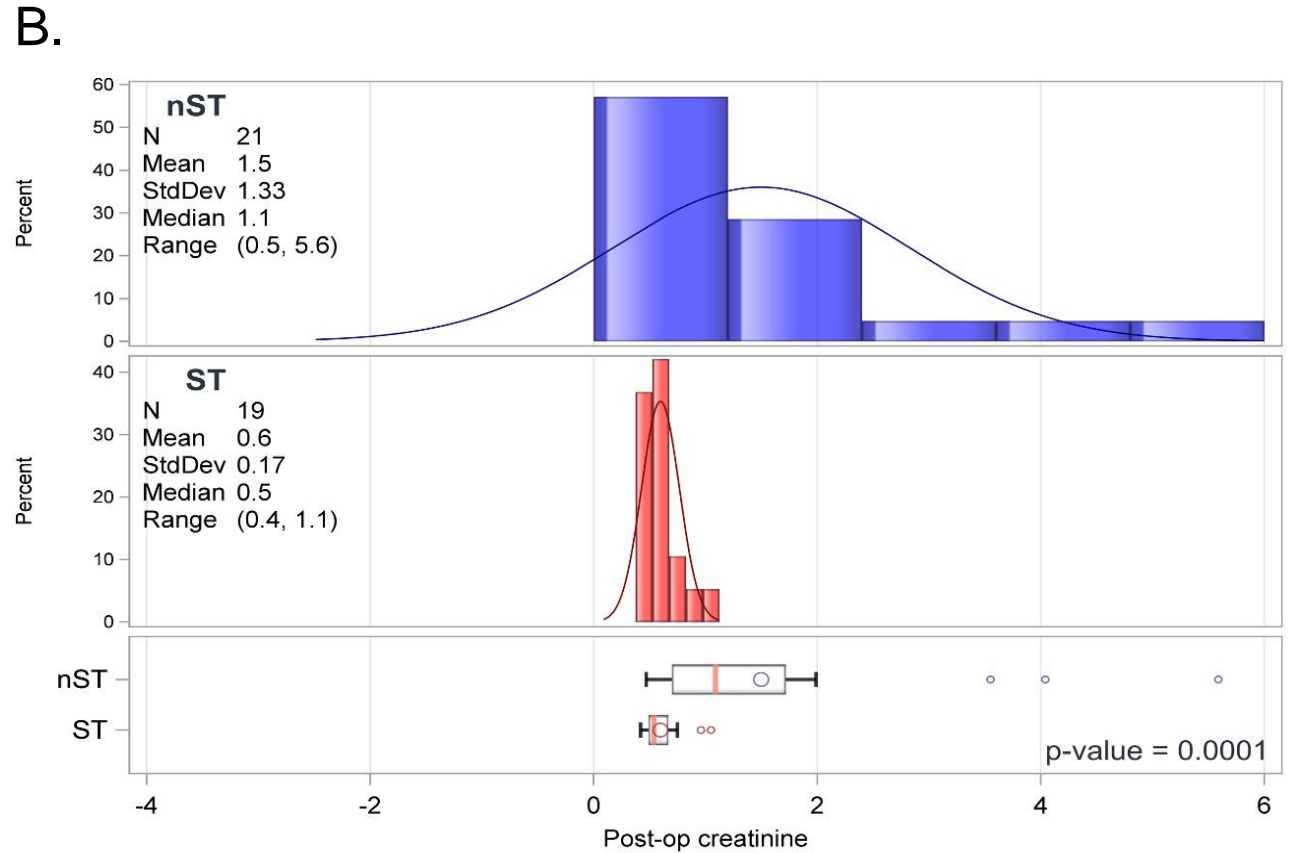 B.
60
50
40
30
20
10
0
Percent
nST
N 21
Mean 1.5
StdDev 1.33
Median 1.1
Range (0.5, 5.6)
40
30
20
10
0
Percent
ST
N 19
Mean 0.6
StdDev 0.17
Median 0.5
Range (0.4, 1.1)
nST
ST
p-value = 0.0001
-4 -2 0 2 4 6
Post-op creatinine